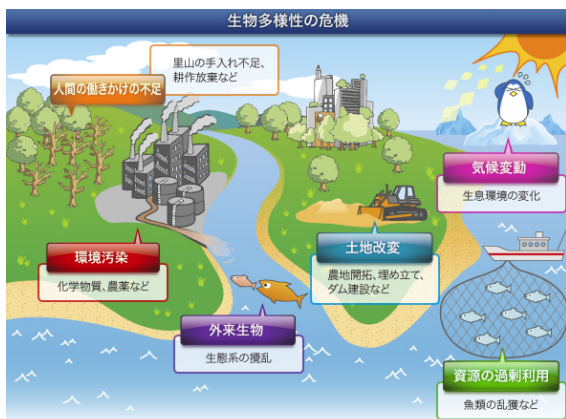 生物多様性の危機
人間の働きかけの不足
里山の手入れ不足、
耕作放棄など
気候変動
生息環境の変化
環境汚染
化学物質、農薬など
土地改変
農地開拓、埋め立て、
ダム建設など
外来生物
生態系の攪乱
資源の過剰利用
魚類の乱獲など